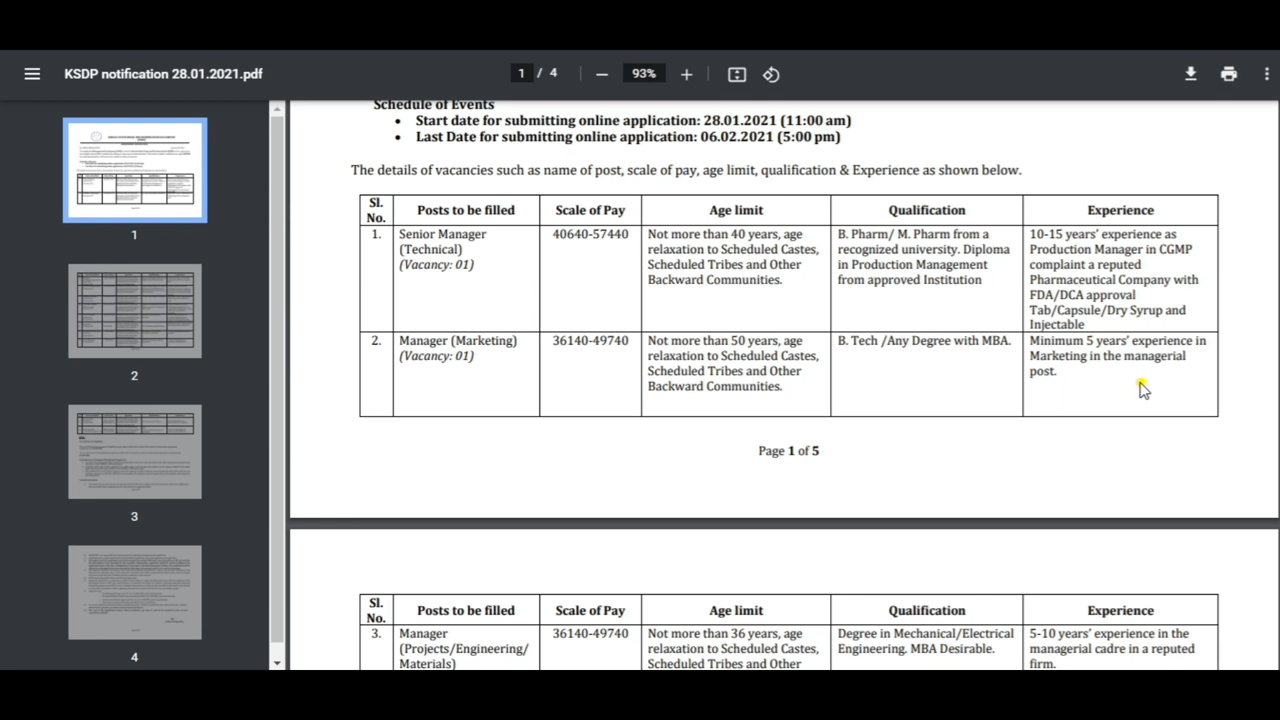 KSDP notification 28.01.2021.pdf
1 / 4
93%
1
2
3
4
Schedule of Events
• Start date for submitting online application: 28.01.2021 (11:00 am)
• Last Date for submitting online application: 06.02.2021 (5:00 pm)
The details of vacancies such as name of post, scale of pay, age limit, qualification & Experience as shown below.
Sl. No.
Posts to be filled
Scale of Pay
Age limit
Qualification
Experience
1.
Senior Manager
(Technical)
(Vacancy: 01)
40640-57440
Not more than 40 years, age
relaxation to Scheduled Castes,
Scheduled Tribes and Other
Backward Communities.
B. Pharm/ M. Pharm from a
recognized university. Diploma
in Production Management
from approved Institution
10-15 years' experience as
Production Manager in CGMP
complaint a reputed
Pharmaceutical Company with
FDA/DCA approval
Tab/Capsule/Dry Syrup and
Injectable
2.
Manager (Marketing)
(Vacancy: 01)
36140-49740
Not more than 50 years, age
relaxation to Scheduled Castes,
Scheduled Tribes and Other
Backward Communities.
B. Tech /Any Degree with MBA.
Minimum 5 years' experience in
Marketing in the managerial
post.
Page 1 of 5
Sl. No.
Posts to be filled
Scale of Pay
Age limit
Qualification
Experience
3.
Manager
(Projects/Engineering/
Materials)
36140-49740
Not more than 36 years, age
relaxation to Scheduled Castes,
Scheduled Tribes and Other
Degree in Mechanical/Electrical
Engineering. MBA Desirable.
5-10 years' experience in the
managerial cadre in a reputed
firm.